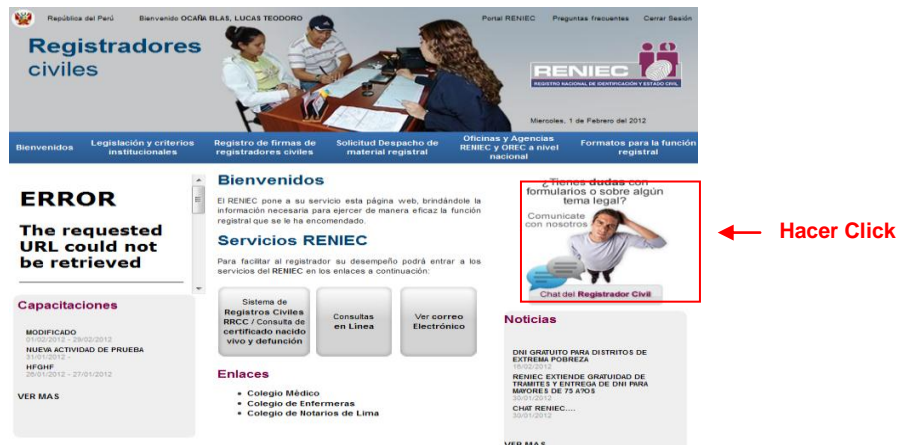 República del Perú Bienvenido OCAÑA BLAS, LUCAS TEODORO Portal RENIEC Preguntas frecuentes Cerrar Sesión
Registradores
civiles
RENIEC
REGISTRO NACIONAL DE IDENTIFICACIÓN Y ESTADO CIVIL
Miercoles, 1 de Febrero del 2012
Bienvenidos
Legislación y criterios
institucionales
Registro de firmas de
registradores civiles
Solicitud Despacho de
material registral
Oficinas y Agencias
RENIEC y OREC a nivel
nacional
Formatos para la función
registral
ERROR
The requested
URL could not
be retrieved
Capacitaciones
MODIFICADO
01/02/2012 - 29/02/2012
NUEVA ACTIVIDAD DE PRUEBA
31/01/2012 -
HFGHF
26/01/2012 - 27/01/2012
VER MAS
Bienvenidos
El RENIEC pone a su servicio esta página web, brindándole la
información necesaria para ejercer de manera eficaz la función
registral que se le ha encomendado.
Servicios RENIEC
Para facilitar al registrador su desempeño podrá entrar a los
servicios del RENIEC en los enlaces a continuación:
Sistema de
Registros Civiles
RRCC / Consulta de
certificado nacido
vivo y defunción
Consultas
en Línea
Ver correo
Electrónico
Enlaces
Colegio Médico
Colegio de Enfermeras
Colegio de Notarios de Lima
¿Tienes dudas con
formularios o sobre algún
tema legal?
Comunicate
con nosotros
Chat del Registrador Civil
Hacer Click
Noticias
DNI GRATUITO PARA DISTRITOS DE
EXTREMA POBREZA
16/02/2012
RENIEC EXTIENDE GRATUIDAD DE
TRAMITES Y ENTREGA DE DNI PARA
MAYORES DE 75 A?OS
30/01/2012
CHAT RENIEC....
30/01/2012
VER MAS